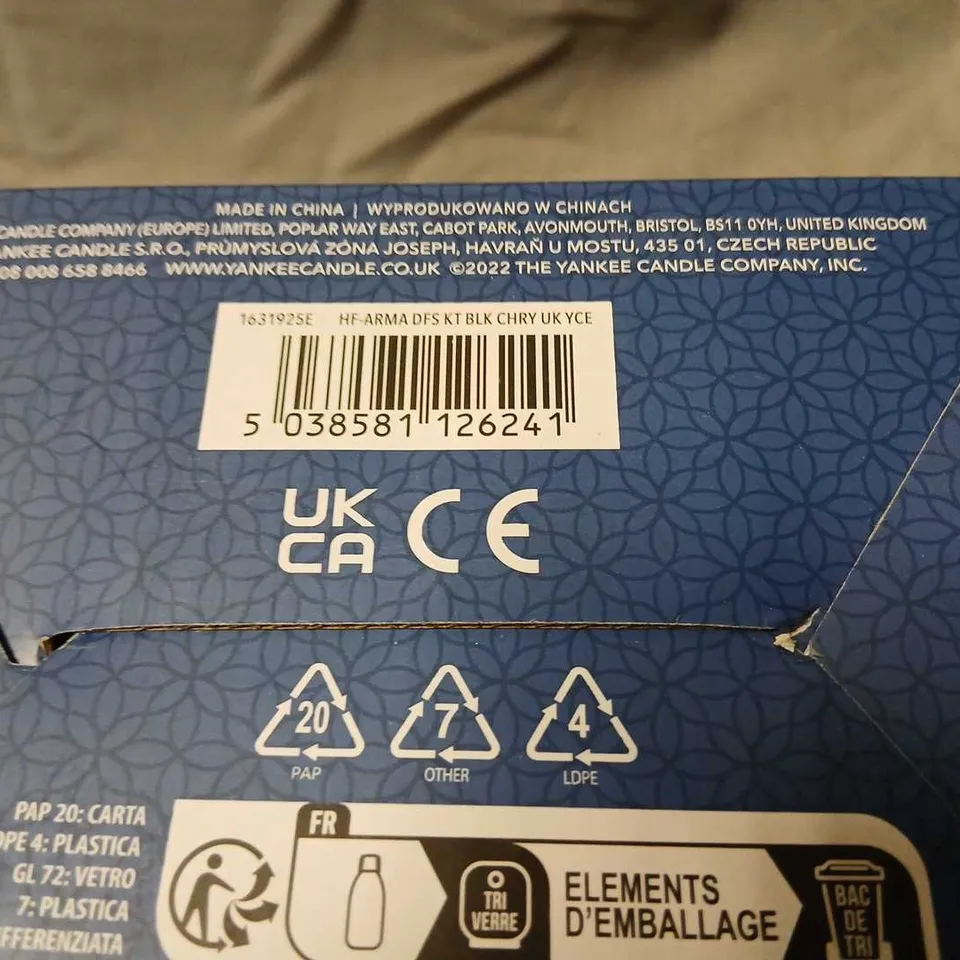 MADE IN CHINA | WYPRODUKOWANO W CHINACH
CANDLE COMPANY (EUROPE) LIMITED, POPLAR WAY EAST, CABOT PARK, AVONMOUTH, BRISTOL, BS11 0YH, UNITED KINGDOM
ANKEE CANDLE S.R.O., PRŮMYSLOVÁ ZÓNA JOSEPH, HAVRAŇ U MOSTU, 435 01, CZECH REPUBLIC
08 008 658 8466 WWW.YANKEECANDLE.CO.UK ©2022 THE YANKEE CANDLE COMPANY, INC.
1631925E HF-ARMA DFS KT BLK CHRY UK YCE
5 038581 126241
UK
CA CE
20 7 4
PAP OTHER LDPE
PAP 20: CARTA
DPE 4: PLASTICA
GL 72: VETRO
7: PLASTICA
IFFERENZIATA
FR
TRI
VERRE
ELEMENTS
D'EMBALLAGE
BAC
DE
TRI